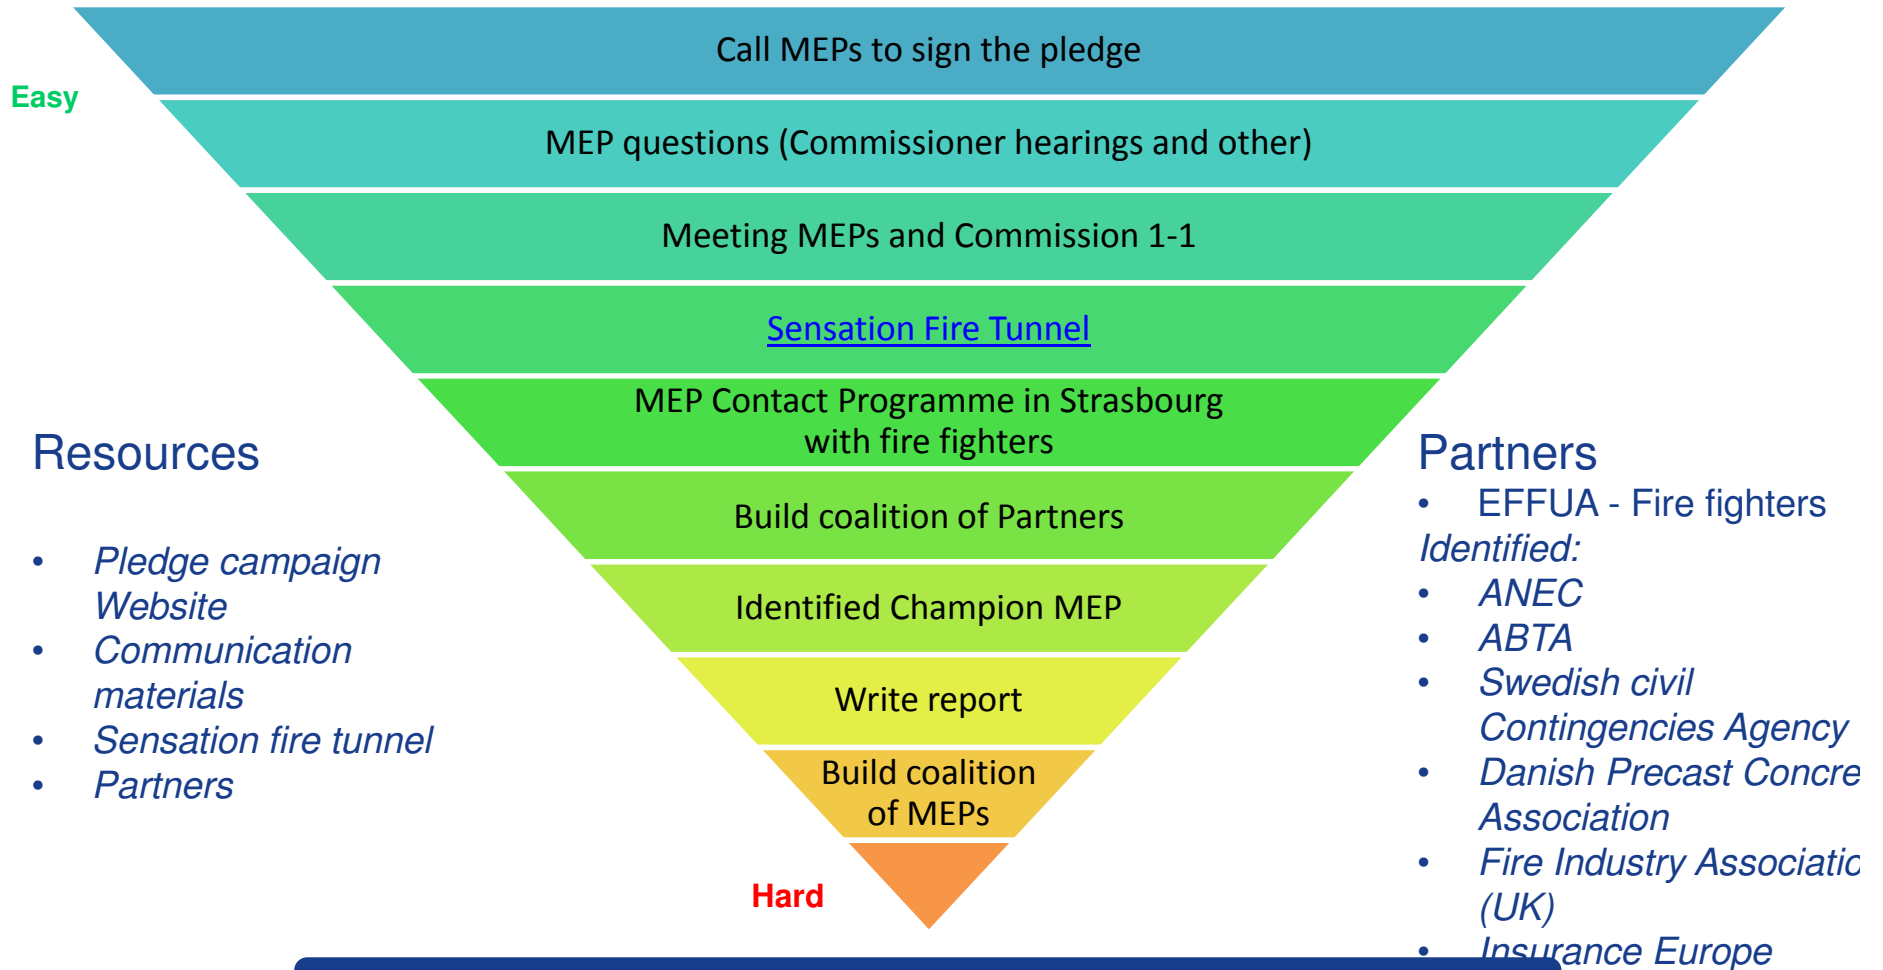 Call MEPs to sign the pledge
Easy
MEP questions (Commissioner hearings and other)
Meeting MEPs and Commission 1-1
Sensation Fire Tunnel
MEP Contact Programme in Strasbourg
with fire fighters
Build coalition of Partners
Identified Champion MEP
Write report
Build coalition
of MEPs
Hard
Resources
• Pledge campaign
Website
• Communication
materials
• Sensation fire tunnel
• Partners
Partners
• EFFUA - Fire fighters
Identified:
• ANEC
• ABTA
• Swedish civil
Contingencies Agency
• Danish Precast Concre
Association
• Fire Industry Associatio
(UK)
• Insurance Europe